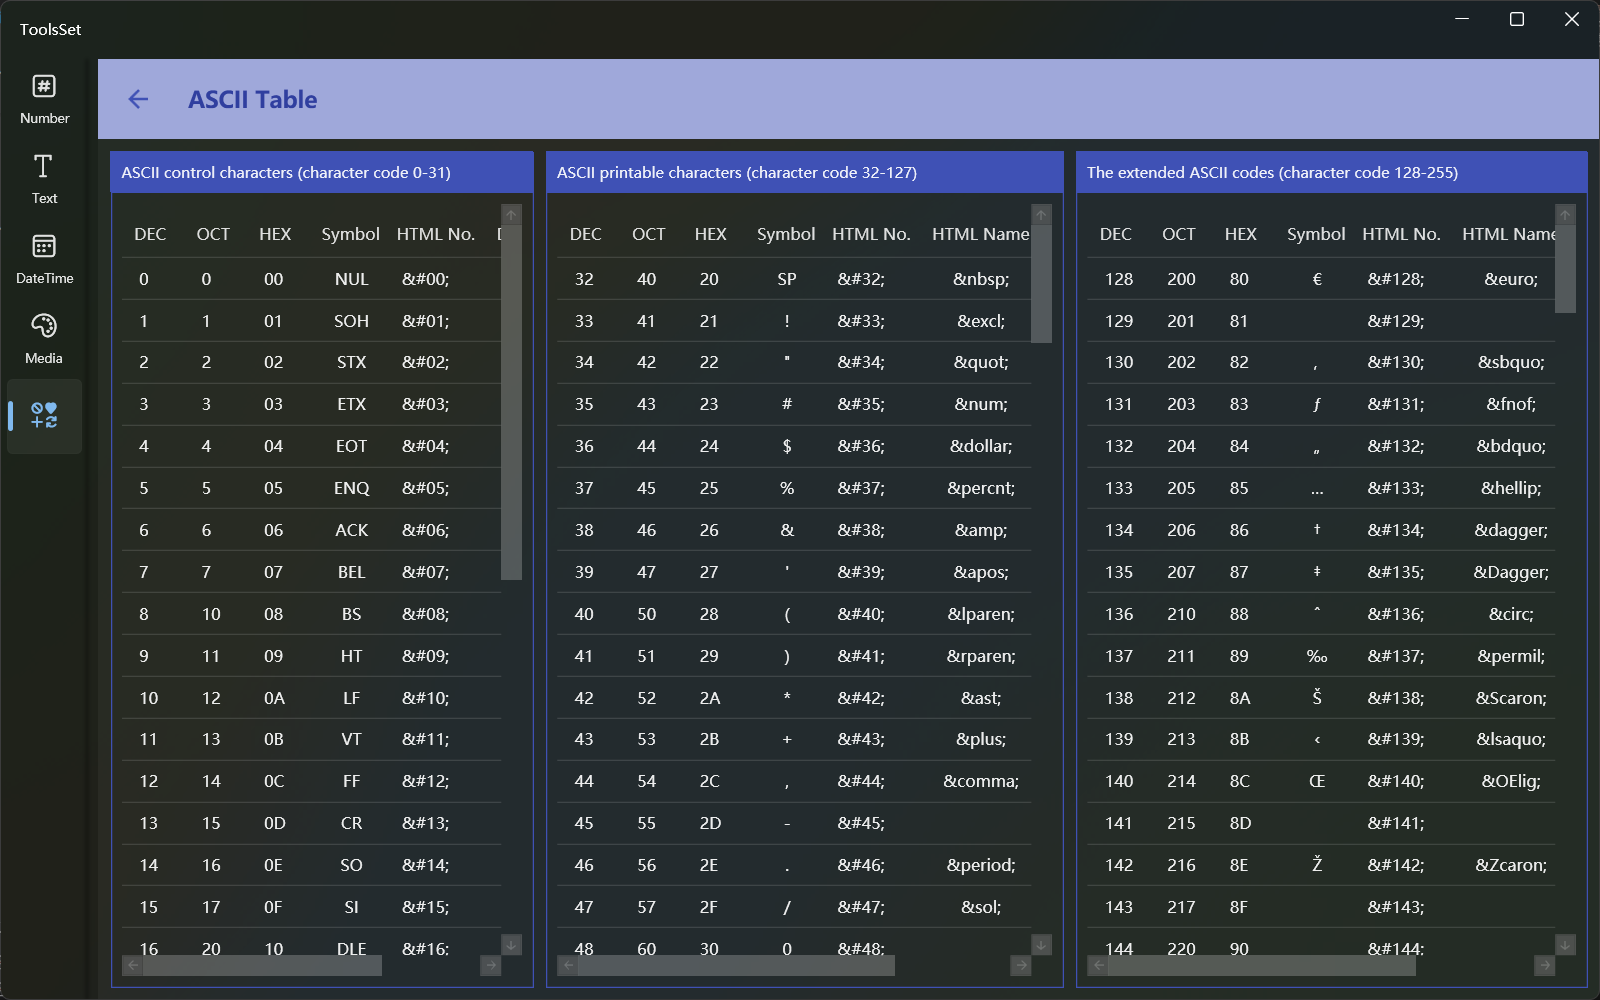 ToolsSet
Number
Text
DateTime
Media
ASCII Table
ASCII control characters (character code 0-31)
DEC OCT HEX Symbol HTML No.
0 0 00 NUL &#00;
1 1 01 SOH &#01;
2 2 02 STX &#02;
3 3 03 ETX &#03;
4 4 04 EOT &#04;
5 5 05 ENQ &#05;
6 6 06 ACK &#06;
7 7 07 BEL &#07;
8 10 08 BS &#08;
9 11 09 HT &#09;
10 12 0A LF &#10;
11 13 0B VT &#11;
12 14 0C FF &#12;
13 15 0D CR &#13;
14 16 0E SO &#14;
15 17 0F SI &#15;
16 20 10 DLE &#16;
ASCII printable characters (character code 32-127)
DEC OCT HEX Symbol HTML No. HTML Name
32 40 20 SP &#32; &nbsp;
33 41 21 ! &#33; &excl;
34 42 22 " &#34; &quot;
35 43 23 # &#35; &num;
36 44 24 $ &#36; &dollar;
37 45 25 % &#37; &percnt;
38 46 26 & &#38; &amp;
39 47 27 ' &#39; &apos;
40 50 28 ( &#40; &lparen;
41 51 29 ) &#41; &rparen;
42 52 2A * &#42; &ast;
43 53 2B + &#43; &plus;
44 54 2C , &#44; &comma;
45 55 2D - &#45;
46 56 2E . &#46; &period;
47 57 2F / &#47; &sol;
48 60 30 0 &#48;
The extended ASCII codes (character code 128-255)
DEC OCT HEX Symbol HTML No. HTML Name
128 200 80 € &#128; &euro;
129 201 81 &#129;
130 202 82 ‚ &#130; &sbquo;
131 203 83 ƒ &#131; &fnof;
132 204 84 „ &#132; &bdquo;
133 205 85 … &#133; &hellip;
134 206 86 † &#134; &dagger;
135 207 87 ‡ &#135; &Dagger;
136 210 88 ˆ &#136; &circ;
137 211 89 ‰ &#137; &permil;
138 212 8A Š &#138; &Scaron;
139 213 8B ‹ &#139; &lsaquo;
140 214 8C Œ &#140; &OElig;
141 215 8D &#141;
142 216 8E Ž &#142; &Zcaron;
143 217 8F &#143;
144 220 90 &#144;